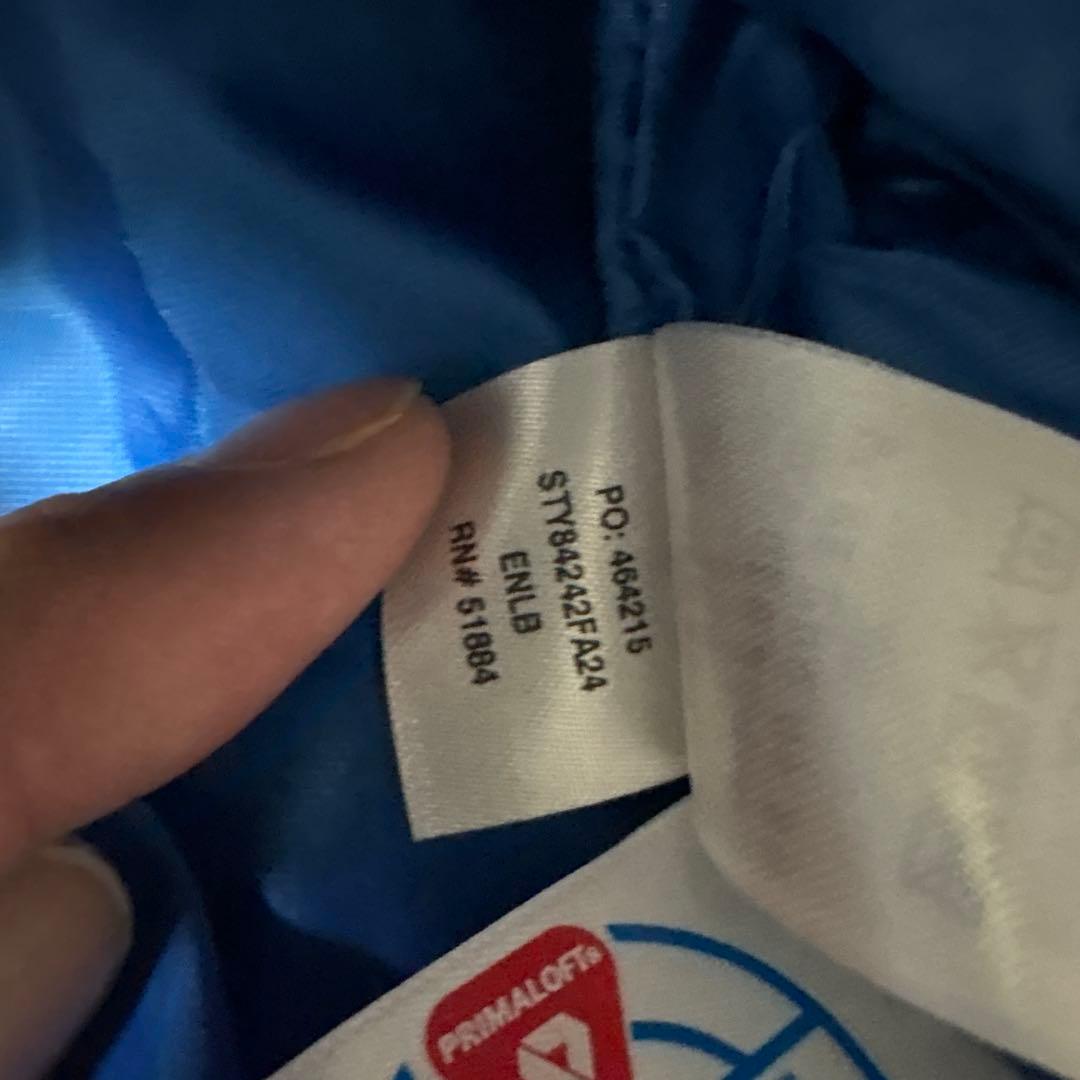 PO: 464215
STY84242FA24
ENLB
RN# 51884
PRIMALOFT®